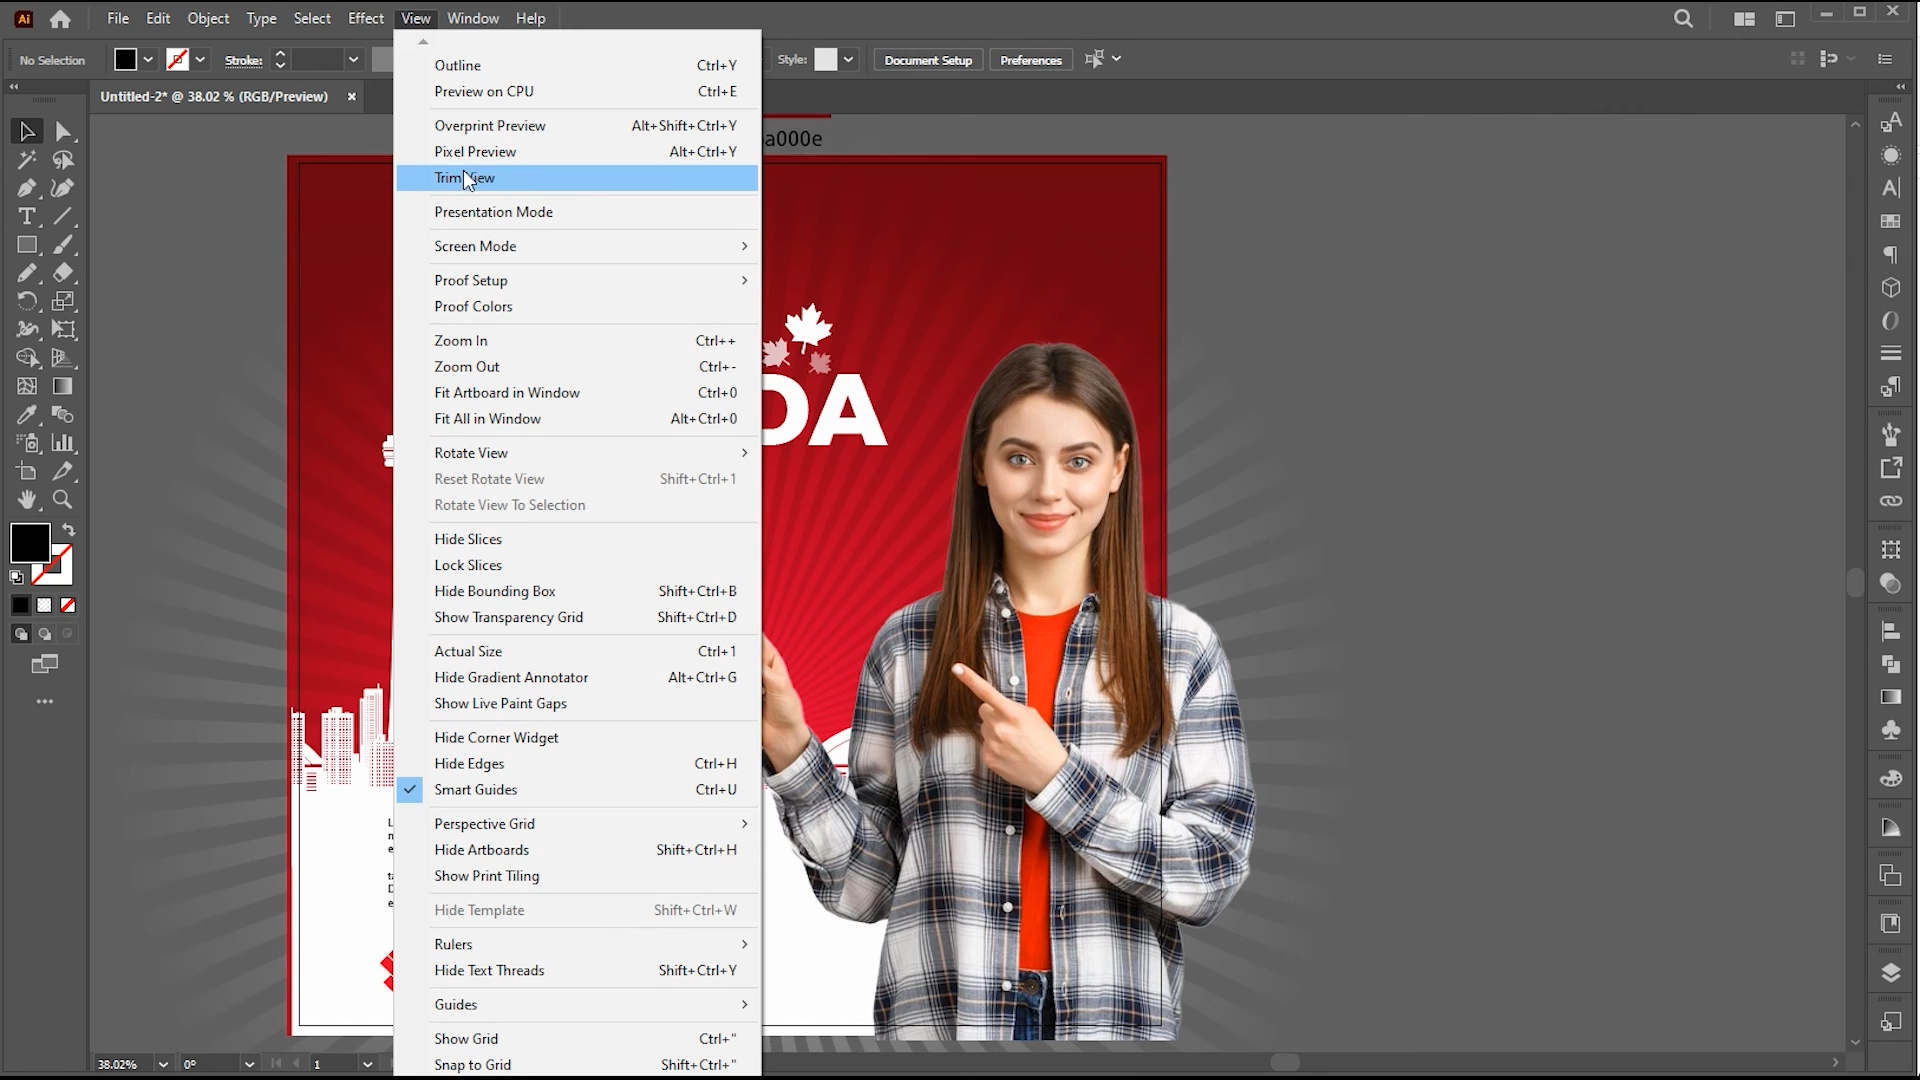 Ai File Edit Object Type Select Effect View Window Help
No Selection Stroke: Style: Document Setup Preferences
Untitled-2* @ 38.02 % (RGB/Preview)
a000e
Outline Ctrl+Y
Preview on CPU Ctrl+E
Overprint Preview Alt+Shift+Ctrl+Y
Pixel Preview Alt+Ctrl+Y
Trim View
Presentation Mode
Screen Mode
Proof Setup
Proof Colors
Zoom In Ctrl++
Zoom Out Ctrl+-
Fit Artboard in Window Ctrl+0
Fit All in Window Alt+Ctrl+0
DA
Rotate View
Reset Rotate View Shift+Ctrl+1
Rotate View To Selection
Hide Slices
Lock Slices
Hide Bounding Box Shift+Ctrl+B
Show Transparency Grid Shift+Ctrl+D
Actual Size Ctrl+1
Hide Gradient Annotator Alt+Ctrl+G
Show Live Paint Gaps
Hide Corner Widget
Hide Edges Ctrl+H
Smart Guides Ctrl+U
Perspective Grid
Hide Artboards Shift+Ctrl+H
Show Print Tiling
Hide Template Shift+Ctrl+W
Rulers
Hide Text Threads Shift+Ctrl+Y
Guides
Show Grid Ctrl+"
Snap to Grid Shift+Ctrl+"
38.02% 0° 1